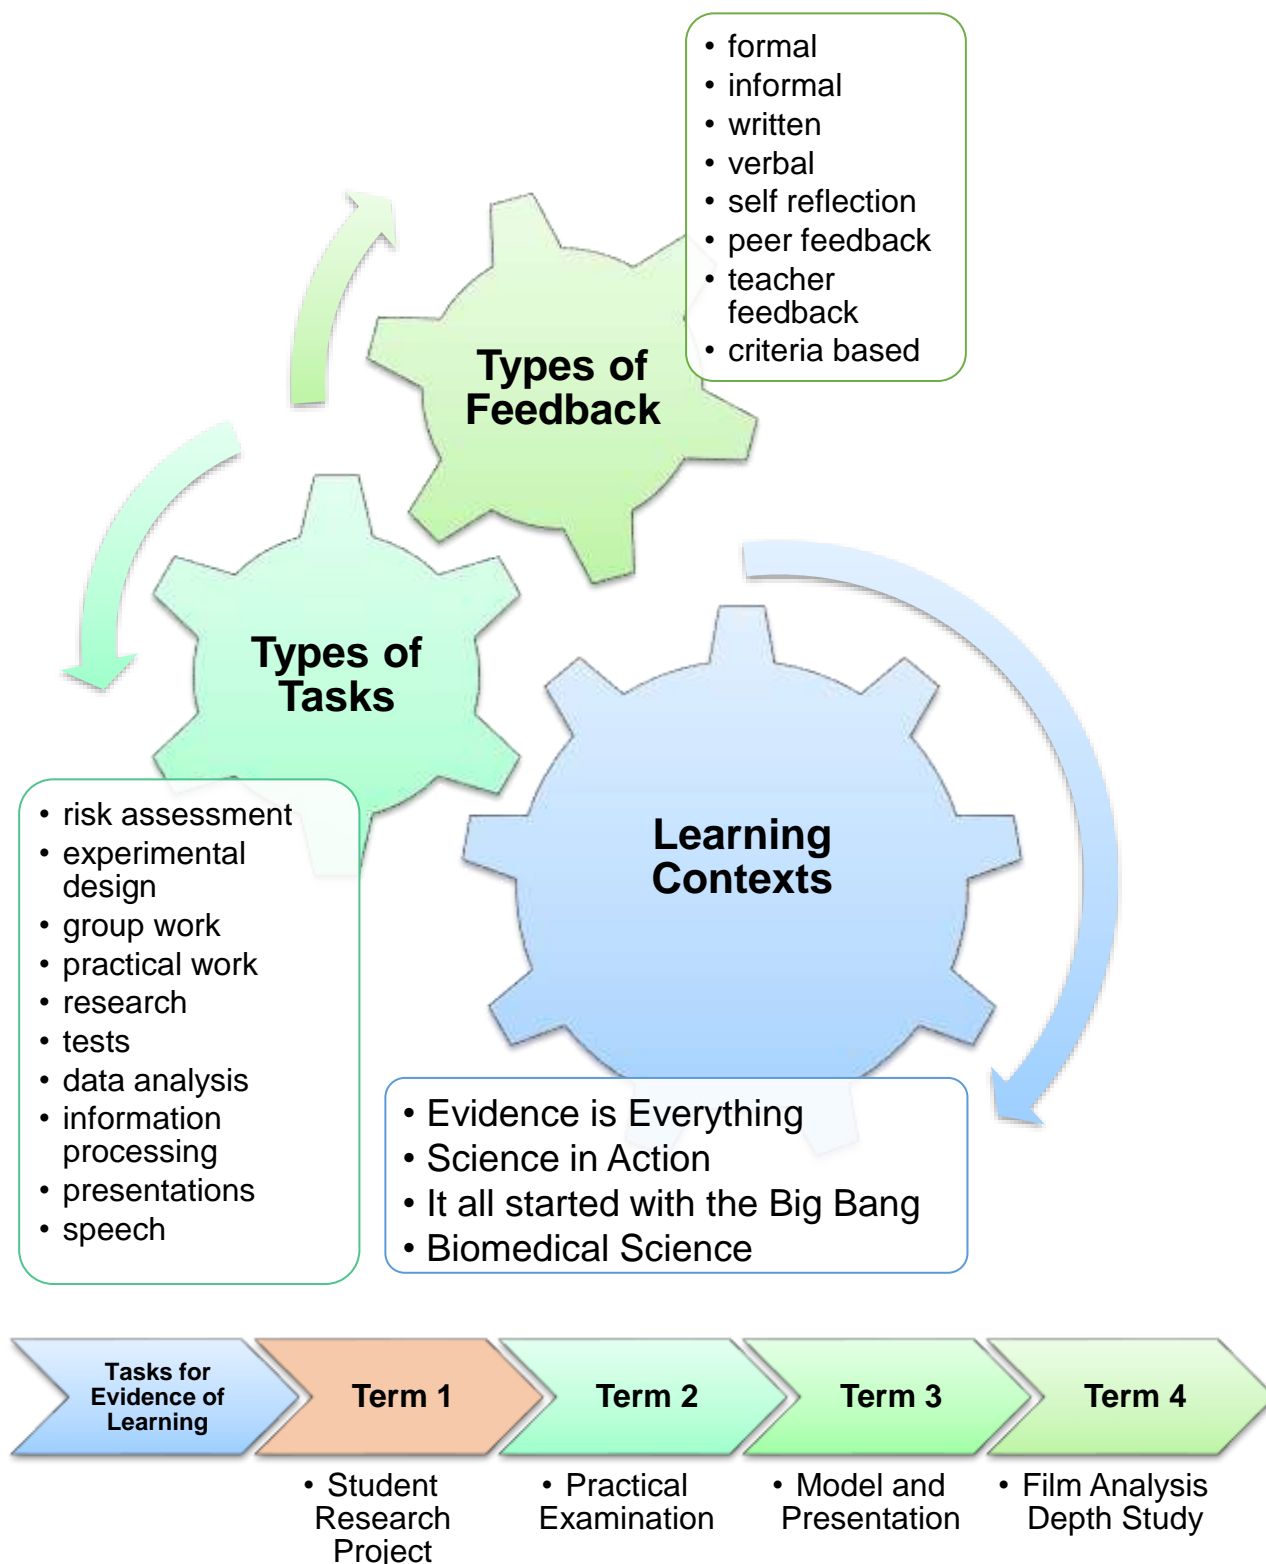 • formal
• informal
• written
• verbal
• self reflection
• peer feedback
• teacher
feedback
• criteria based
Types of
Feedback
Types of
Tasks
• risk assessment
• experimental
design
• group work
• practical work
• research
• tests
• data analysis
• information
processing
• presentations
• speech
Learning
Contexts
• Evidence is Everything
• Science in Action
• It all started with the Big Bang
• Biomedical Science
Tasks for
Evidence of
Learning
Term 1
• Student
Research
Project
Term 2
• Practical
Examination
Term 3
• Model and
Presentation
Term 4
• Film Analysis
Depth Study